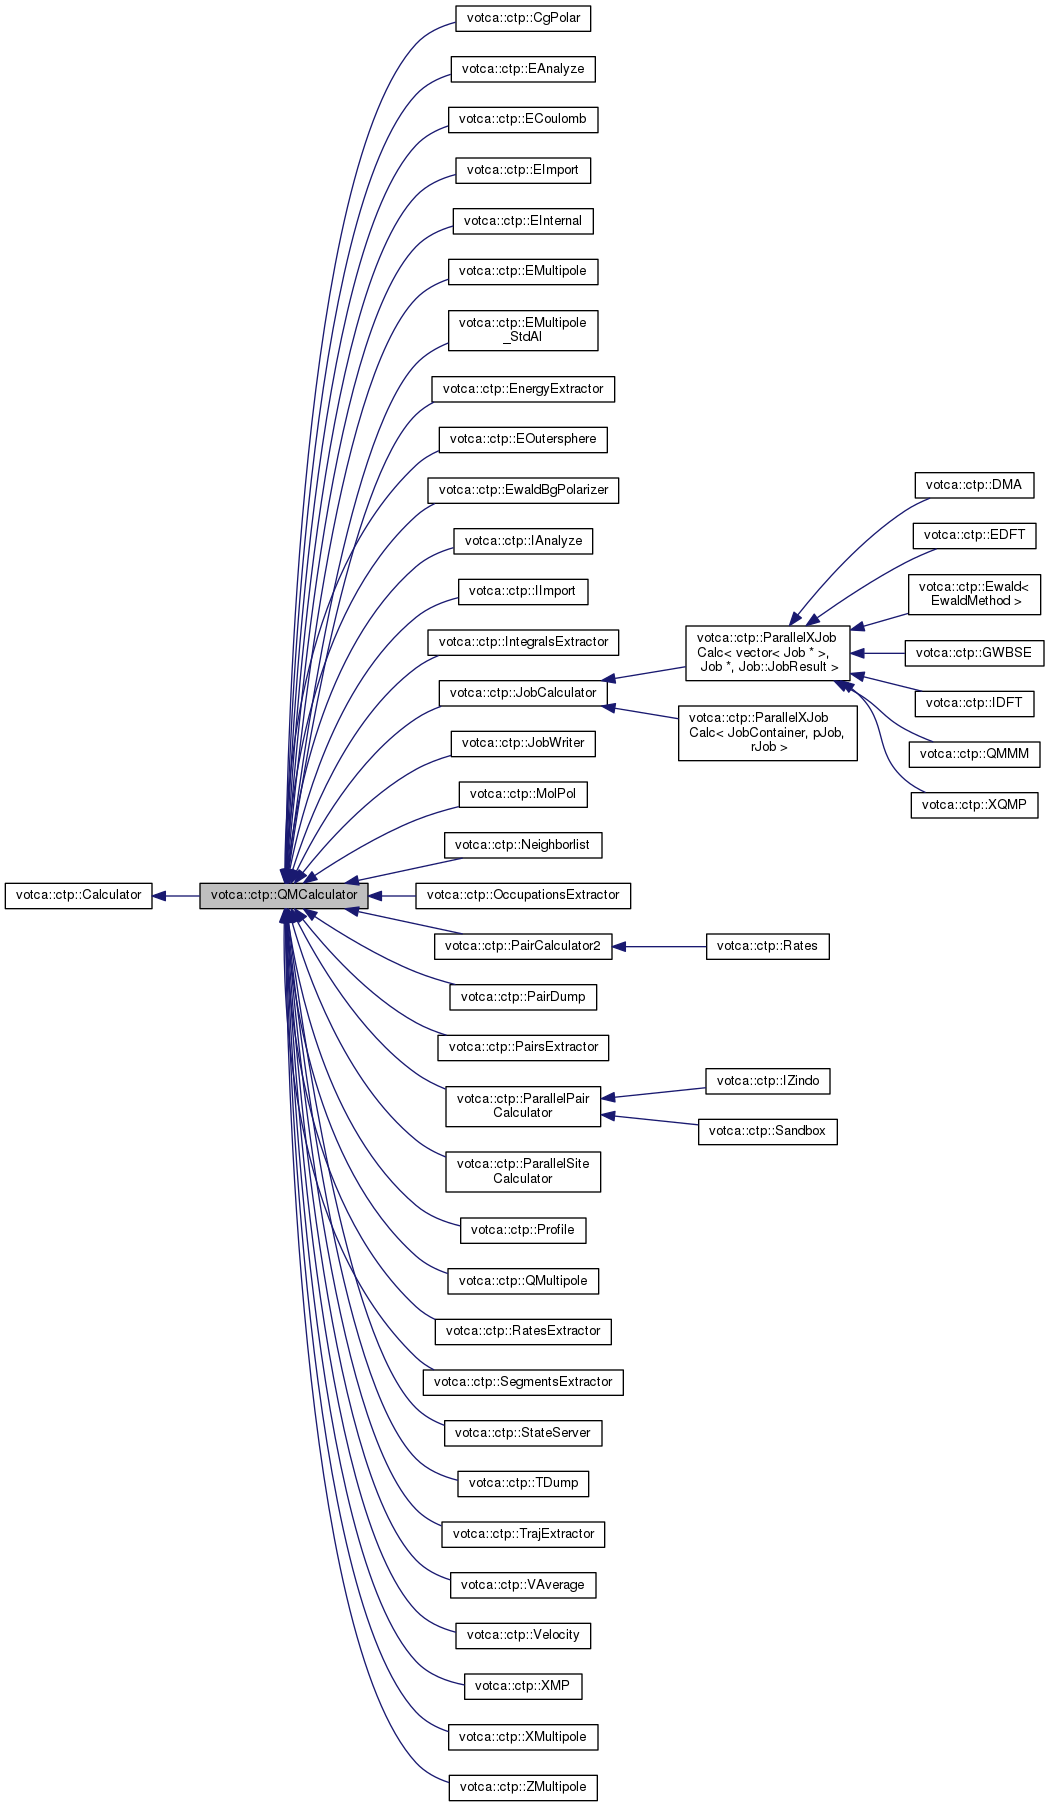 votca::ctp::CgPolar
votca::ctp::EAnalyze
votca::ctp::ECoulomb
votca::ctp::EImport
votca::ctp::EInternal
votca::ctp::EMultipole
votca::ctp::EMultipole
_StdAl
votca::ctp::EnergyExtractor
votca::ctp::EOutersphere
votca::ctp::EwaldBgPolarizer
votca::ctp::IAnalyze
votca::ctp::IImport
votca::ctp::IntegralsExtractor
votca::ctp::JobCalculator
votca::ctp::JobWriter
votca::ctp::MolPol
votca::ctp::Neighborlist
votca::ctp::Calculator
votca::ctp::QMCalculator
votca::ctp::OccupationsExtractor
votca::ctp::PairCalculator2
votca::ctp::PairDump
votca::ctp::PairsExtractor
votca::ctp::ParallelPair
Calculator
votca::ctp::ParallelSite
Calculator
votca::ctp::Profile
votca::ctp::QMultipole
votca::ctp::RatesExtractor
votca::ctp::SegmentsExtractor
votca::ctp::StateServer
votca::ctp::TDump
votca::ctp::TrajExtractor
votca::ctp::VAverage
votca::ctp::Velocity
votca::ctp::XMP
votca::ctp::XMultipole
votca::ctp::ZMultipole
votca::ctp::ParallelXJob
Calc< vector< Job * >,
Job *, Job::JobResult >
votca::ctp::ParallelXJob
Calc< JobContainer, pJob,
rJob >
votca::ctp::Rates
votca::ctp::IZindo
votca::ctp::Sandbox
votca::ctp::DMA
votca::ctp::EDFT
votca::ctp::Ewald<
EwaldMethod >
votca::ctp::GWBSE
votca::ctp::IDFT
votca::ctp::QMMM
votca::ctp::XQMP